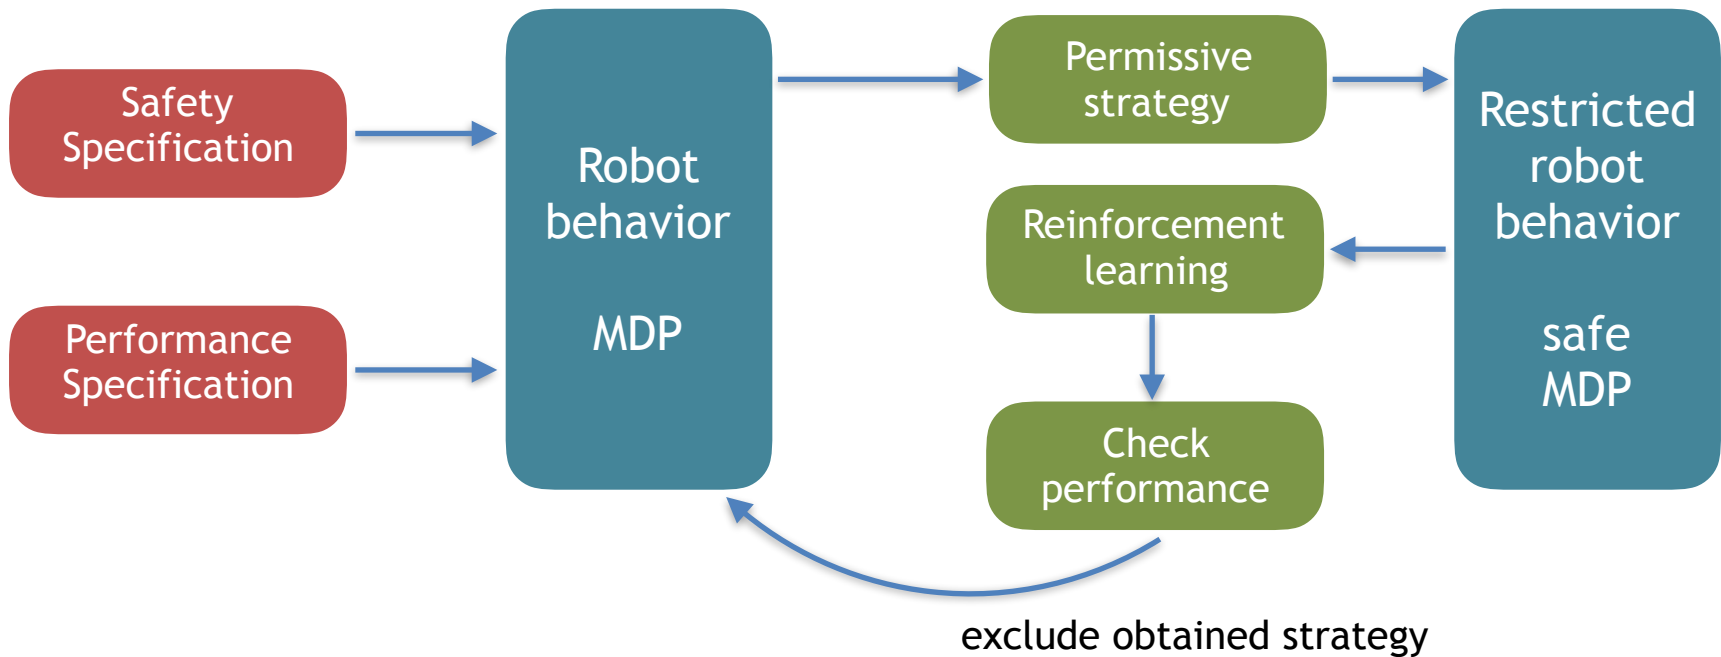 Safety
Specification
Performance
Specification
Robot
behavior
MDP
Permissive
strategy
Reinforcement
learning
Check
performance
Restricted
robot
behavior
safe
MDP
exclude obtained strategy